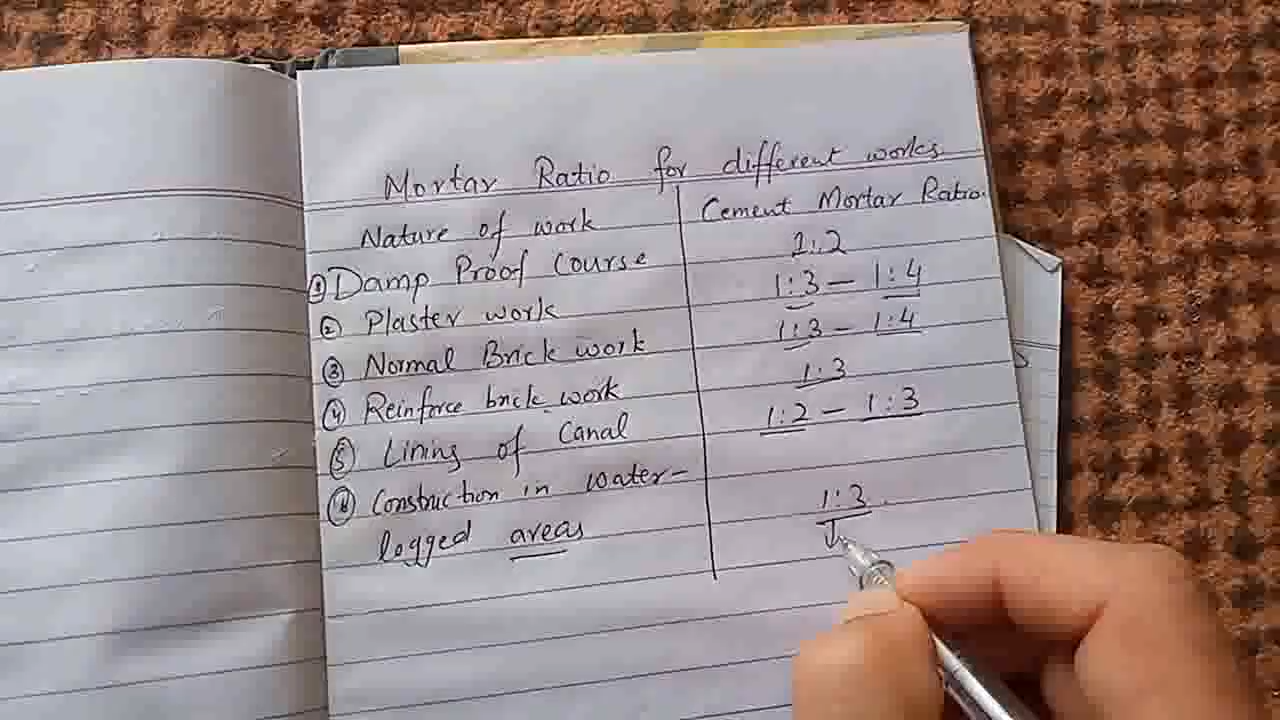 Mortar Ratio for different works
Nature of work Cement Mortar Ratio
① Damp Proof Course 1:2
② Plaster work 1:3 – 1:4
③ Normal Brick work 1:3 – 1:4
④ Reinforce brick work 1:3
⑤ Lining of Canal 1:2 – 1:3
⑥ Construction in water-
logged areas 1:3